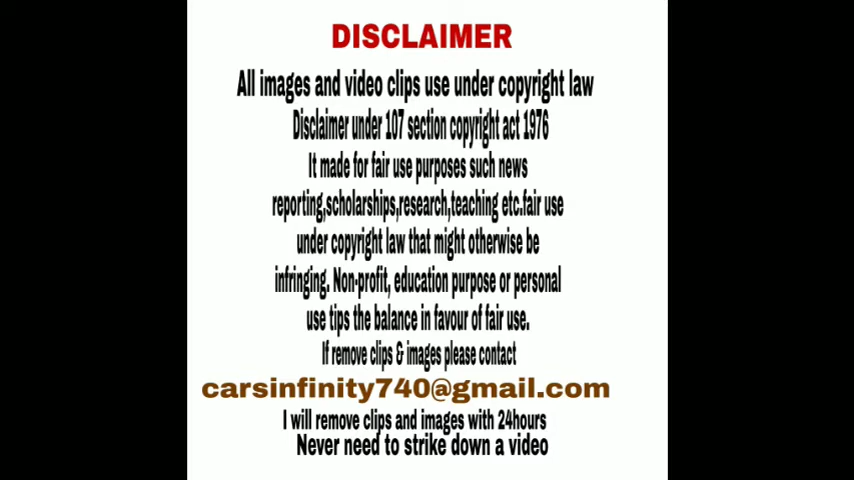 DISCLAIMER
All images and video clips use under copyright law
Disclaimer under 107 section copyright act 1976
It made for fair use purposes such news
reporting,scholarships,research,teaching etc.fair use
under copyright law that might otherwise be
infringing. Non-profit, education purpose or personal
use tips the balance in favour of fair use.
If remove clips & images please contact
carsinfinity740@gmail.com
I will remove clips and images with 24hours
Never need to strike down a video